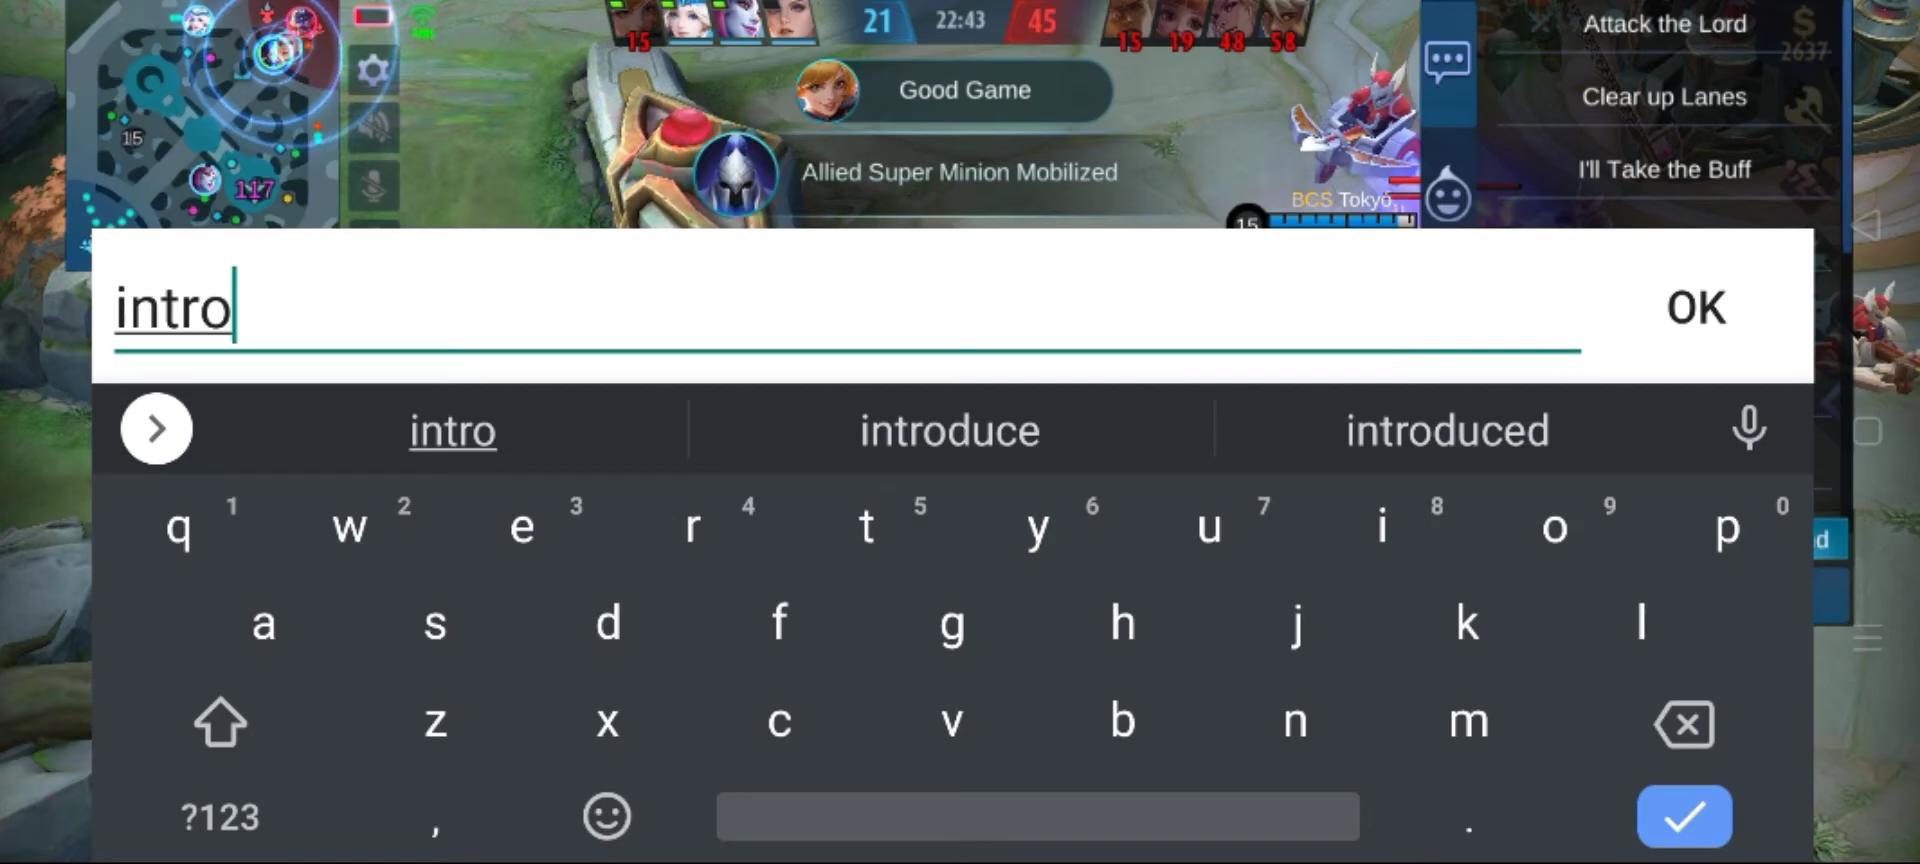 21 22:43 45
15 15 19 48 58
Attack the Lord
2637
Good Game
Clear up Lanes
15
117
Allied Super Minion Mobilized
I'll Take the Buff
BCS Tokyo
15
intro
OK
intro introduce introduced
q 1 w 2 e 3 r 4 t 5 y 6 u 7 i 8 o 9 p 0
d
a s d f g h j k l
z x c v b n m
?123 , .